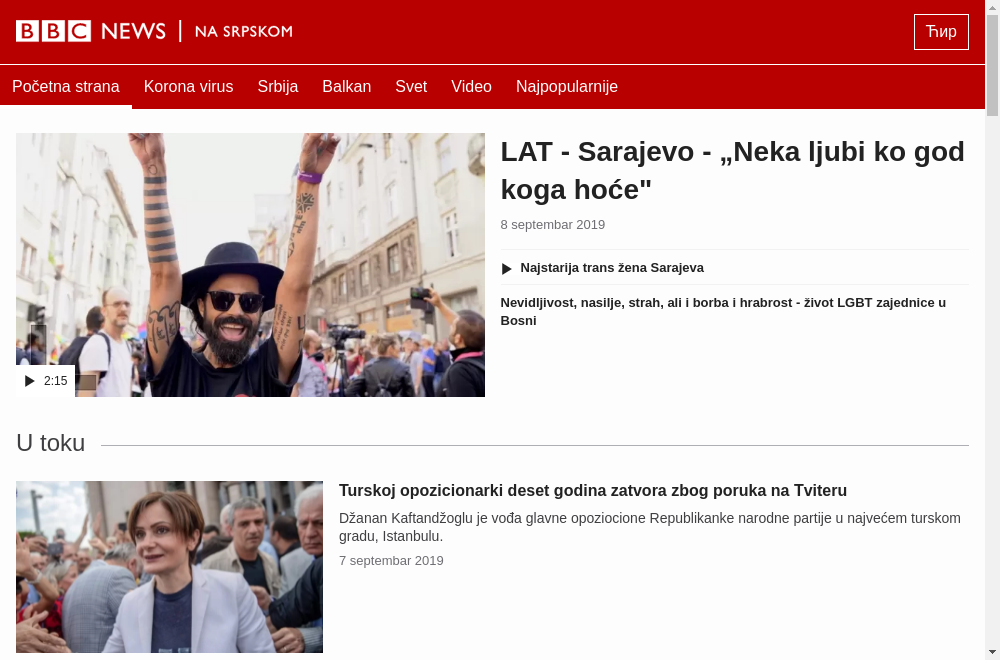 BBC NEWS | NA SRPSKOM
Ћир
Početna strana Korona virus Srbija Balkan Svet Video Najpopularnije
LAT - Sarajevo - „Neka ljubi ko god
koga hoće"
8 septembar 2019
Najstarija trans žena Sarajeva
Nevidljivost, nasilje, strah, ali i borba i hrabrost - život LGBT zajednice u
Bosni
2:15
U toku
Turskoj opozicionarki deset godina zatvora zbog poruka na Tviteru
Džanan Kaftandžoglu je vođa glavne opoziocione Republikanke narodne partije u najvećem turskom
gradu, Istanbulu.
7 septembar 2019